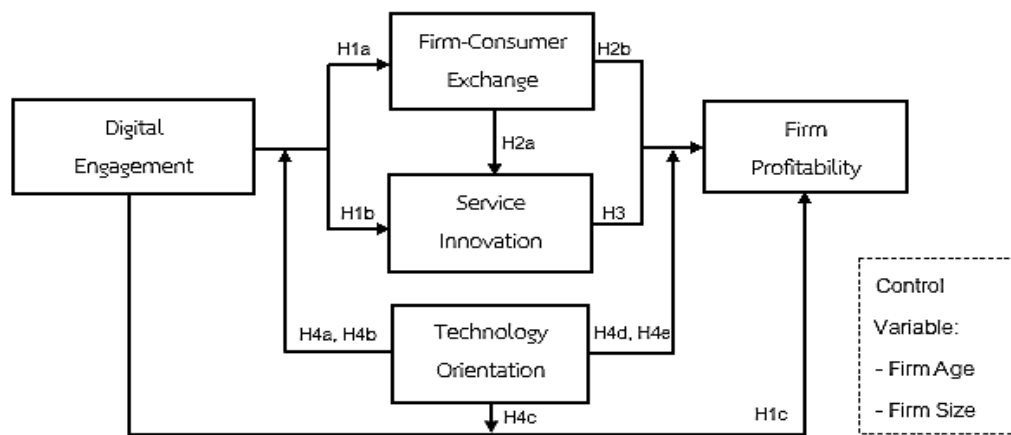 Firm-Consumer
Exchange
H1a
H2b
Digital
Engagement
Firm
Profitability
H2a
H1b
Service
Innovation
H3
Technology
Orientation
H4a, H4b
H4d, H4e
H4c
H1c
Control
Variable:
- Firm Age
- Firm Size